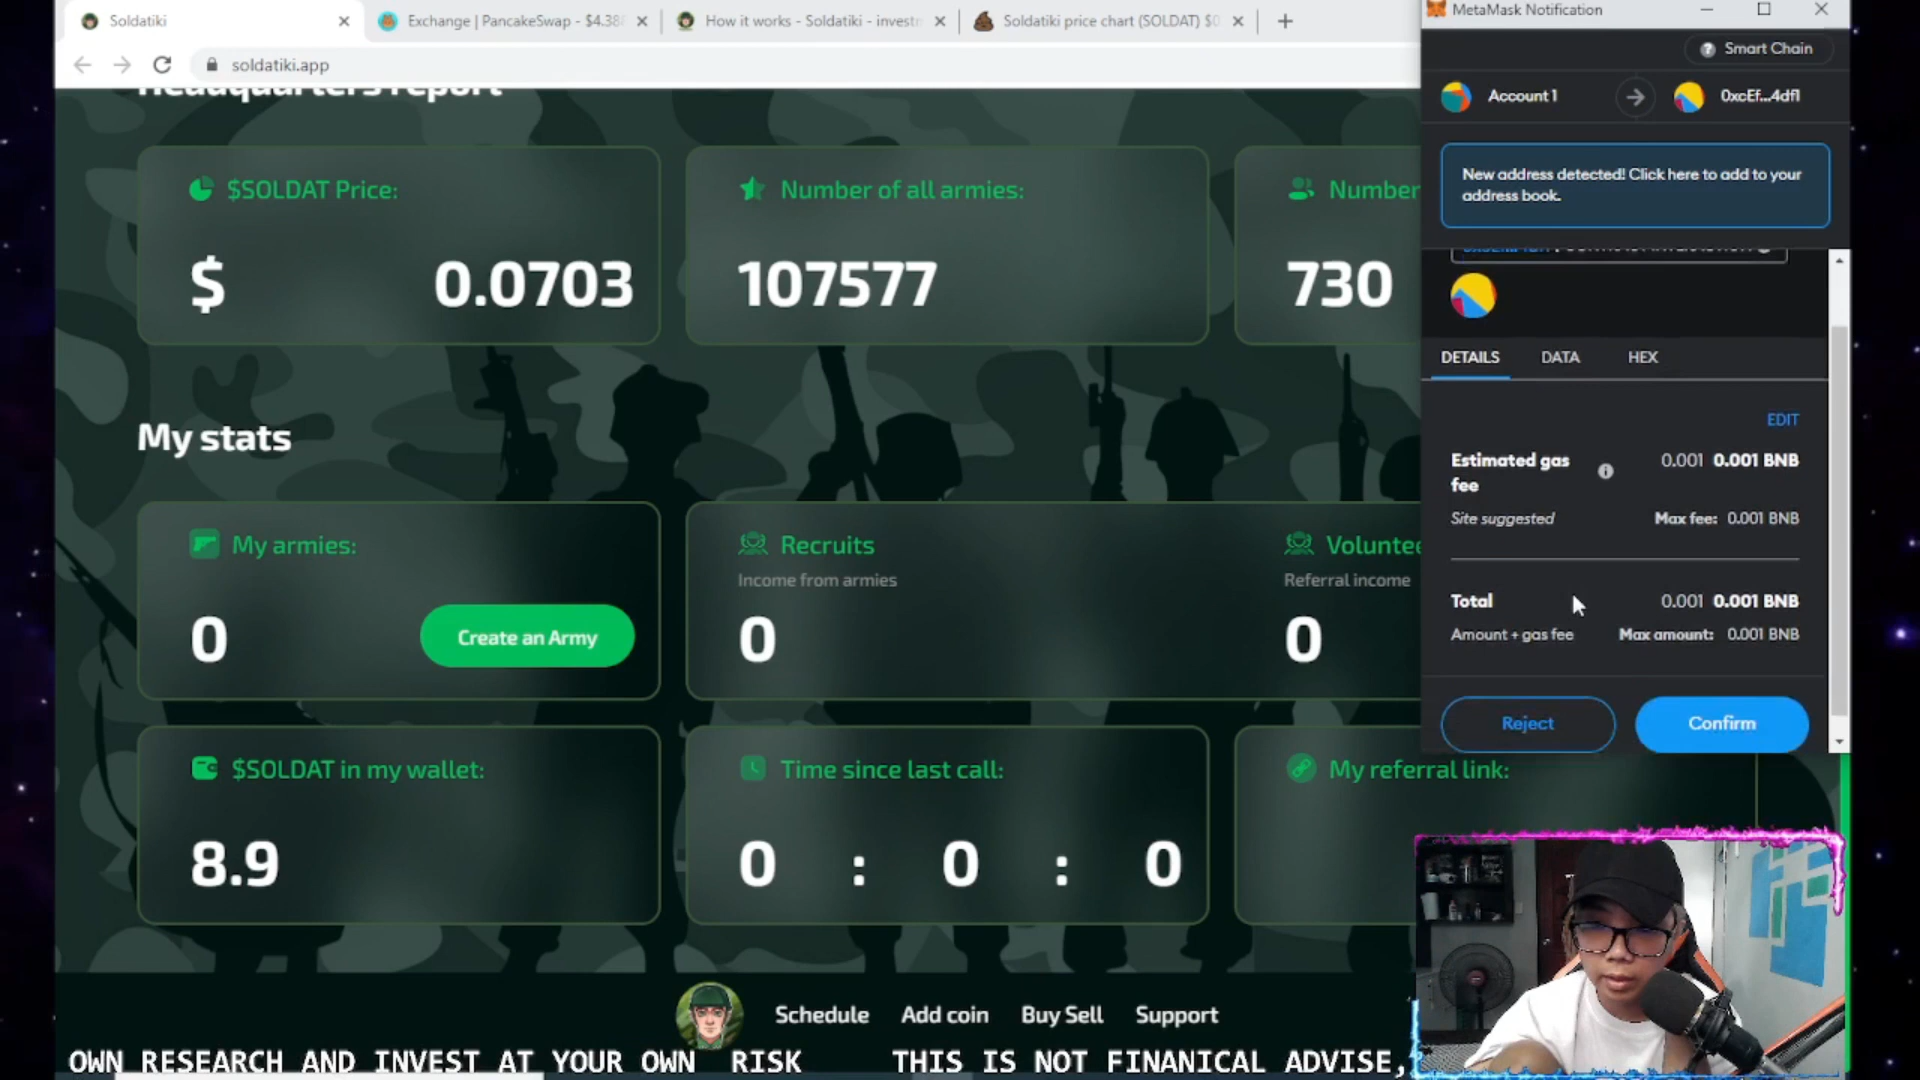 Soldatiki
Exchange | PancakeSwap - $4.38
How it works - Soldatiki - investm
Soldatiki price chart (SOLDAT) $0
soldatiki.app
Headquarters report
$SOLDAT Price:
$ 0.0703
Number of all armies:
107577
Number
730
My stats
My armies:
0
Create an Army
Recruits
Income from armies
0
Voluntee
Referral income
0
$SOLDAT in my wallet:
8.9
Time since last call:
0 : 0 : 0
My referral link:
Schedule Add coin Buy Sell Support
OWN RESEARCH AND INVEST AT YOUR OWN RISK THIS IS NOT FINANICAL ADVISE,
MetaMask Notification
Smart Chain
Account 1
0xcEf...4df1
New address detected! Click here to add to your
address book.
DETAILS DATA HEX
EDIT
Estimated gas
fee
0.001 0.001 BNB
Site suggested
Max fee: 0.001 BNB
Total 0.001 0.001 BNB
Amount + gas fee Max amount: 0.001 BNB
Reject Confirm